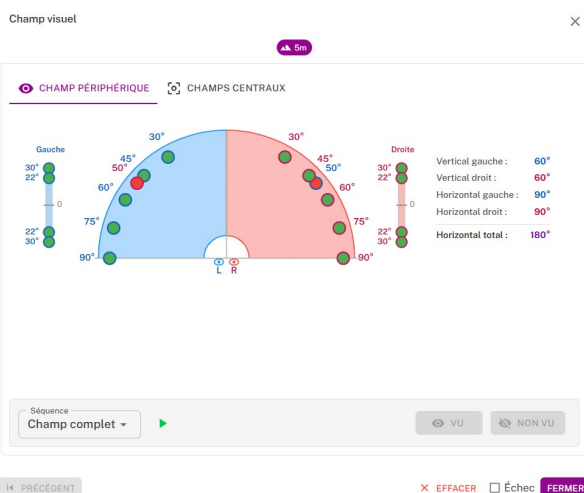 Champ visuel
5m
CHAMP PÉRIPHÉRIQUE
CHAMPS CENTRAUX
Gauche
30°
22°
0
22°
30°
30°
45°
50°
60°
75°
90°
L R
30°
45°
50°
60°
75°
90°
Droite
30°
22°
0
22°
30°
Vertical gauche : 60°
Vertical droit : 60°
Horizontal gauche : 90°
Horizontal droit : 90°
Horizontal total : 180°
Séquence
Champ complet
VU
NON VU
PRÉCÉDENT
EFFACER
Échec
FERMER